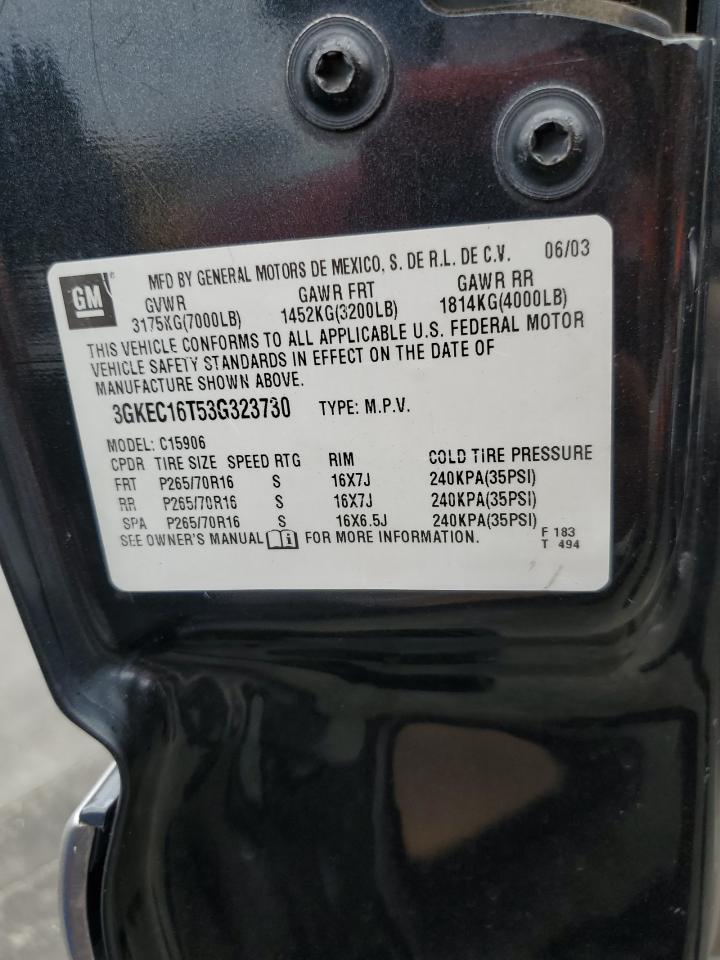 GM ®
MFD BY GENERAL MOTORS DE MEXICO, S. DE R.L. DE C.V. 06/03
GVWR GAWR FRT GAWR RR
3175KG(7000LB) 1452KG(3200LB) 1814KG(4000LB)
THIS VEHICLE CONFORMS TO ALL APPLICABLE U.S. FEDERAL MOTOR
VEHICLE SAFETY STANDARDS IN EFFECT ON THE DATE OF
MANUFACTURE SHOWN ABOVE.
3GKEC16T53G323730 TYPE: M.P.V.
MODEL: C15906
CPDR TIRE SIZE SPEED RTG RIM COLD TIRE PRESSURE
FRT P265/70R16 S 16X7J 240KPA(35PSI)
RR P265/70R16 S 16X7J 240KPA(35PSI)
SPA P265/70R16 S 16X6.5J 240KPA(35PSI)
SEE OWNER'S MANUAL i FOR MORE INFORMATION. F 183
T 494